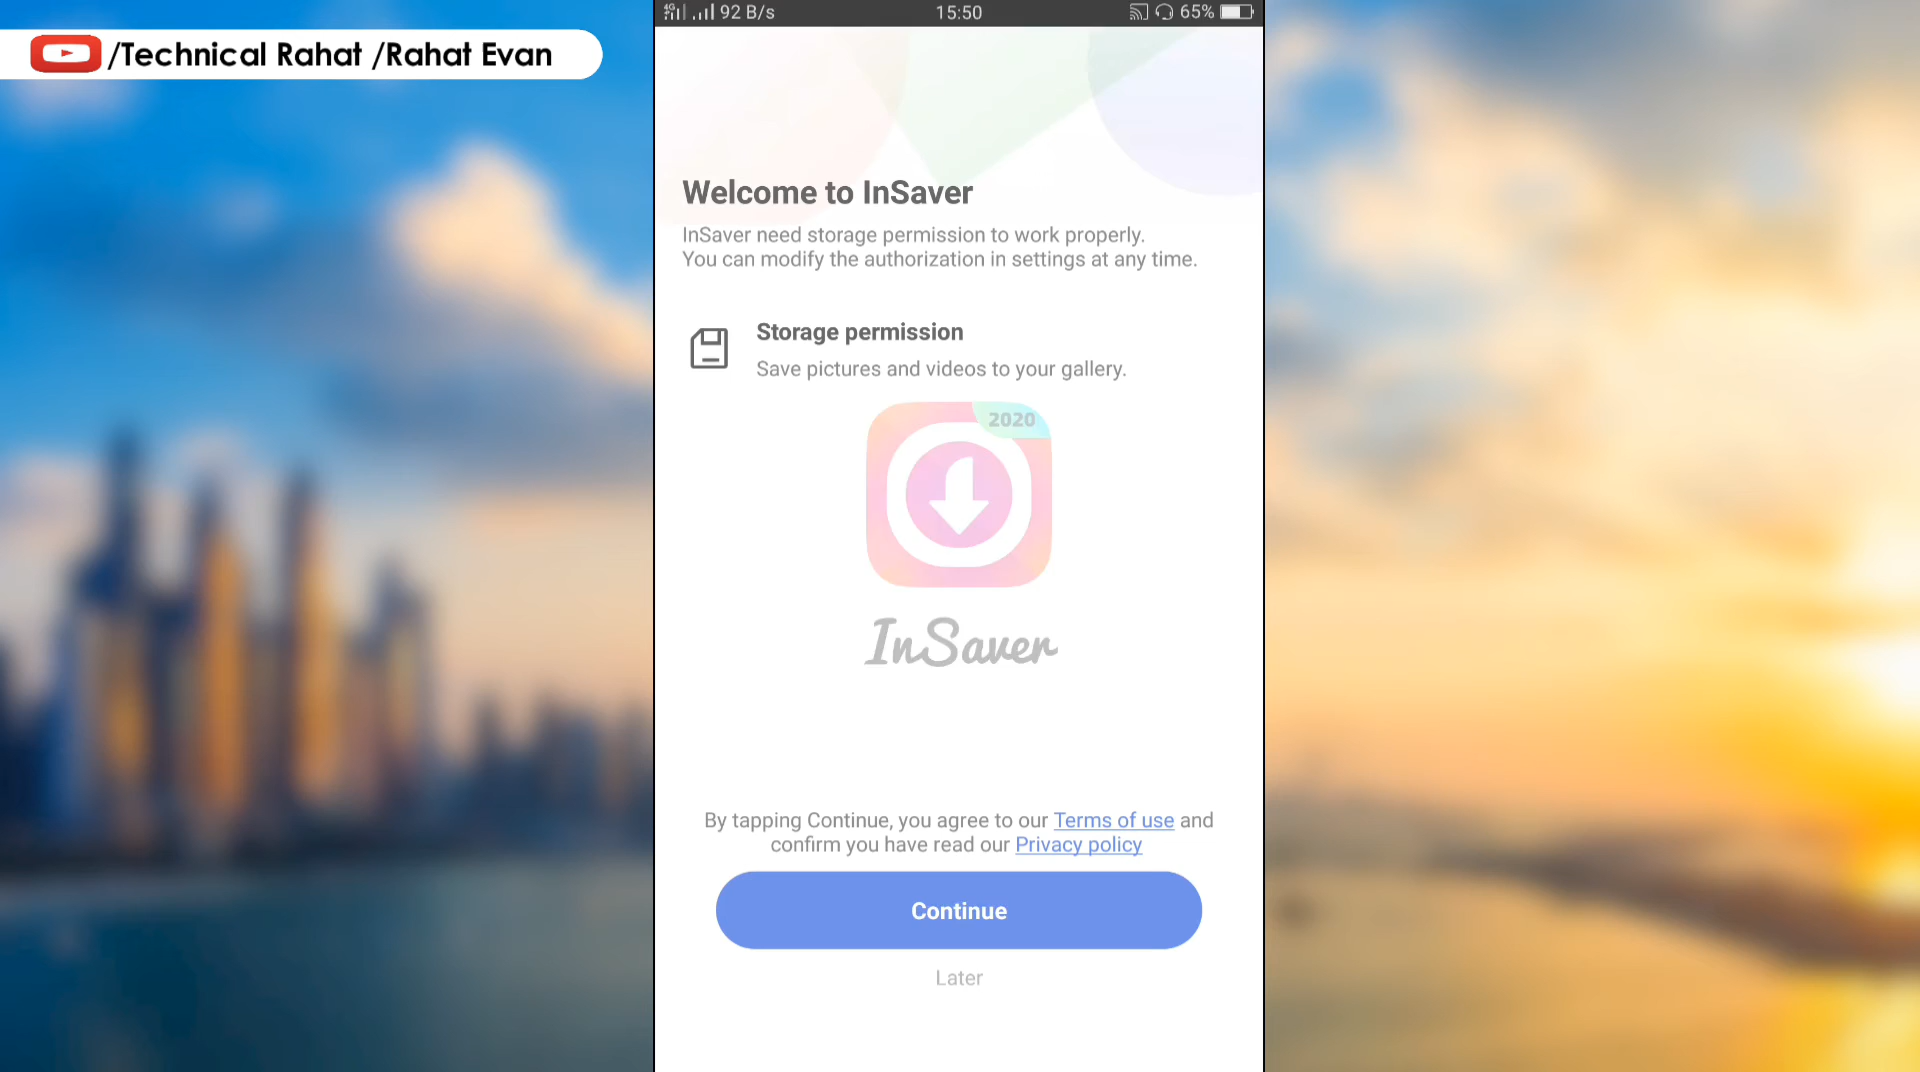 4G 92 B/s 15:50 65%
/Technical Rahat /Rahat Evan
Welcome to InSaver
InSaver need storage permission to work properly.
You can modify the authorization in settings at any time.
Storage permission
Save pictures and videos to your gallery.
2020
InSaver
By tapping Continue, you agree to our Terms of use and
confirm you have read our Privacy policy
Continue
Later